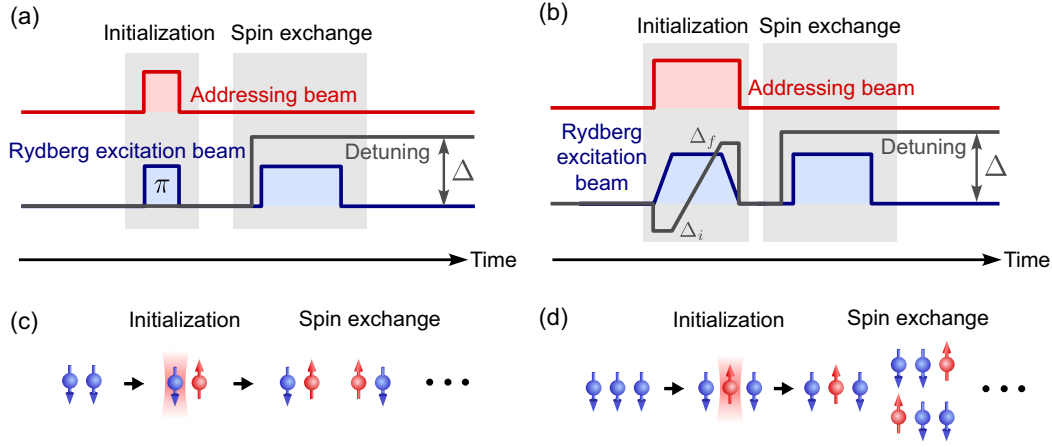 (a)
Initialization Spin exchange
Addressing beam
Rydberg excitation beam
Detuning
Δ
π
Time
(b)
Initialization Spin exchange
Addressing beam
Rydberg
excitation
beam
Δ_f
Detuning
Δ
Δ_i
Time
(c)
Initialization Spin exchange
(d)
Initialization
Spin exchange